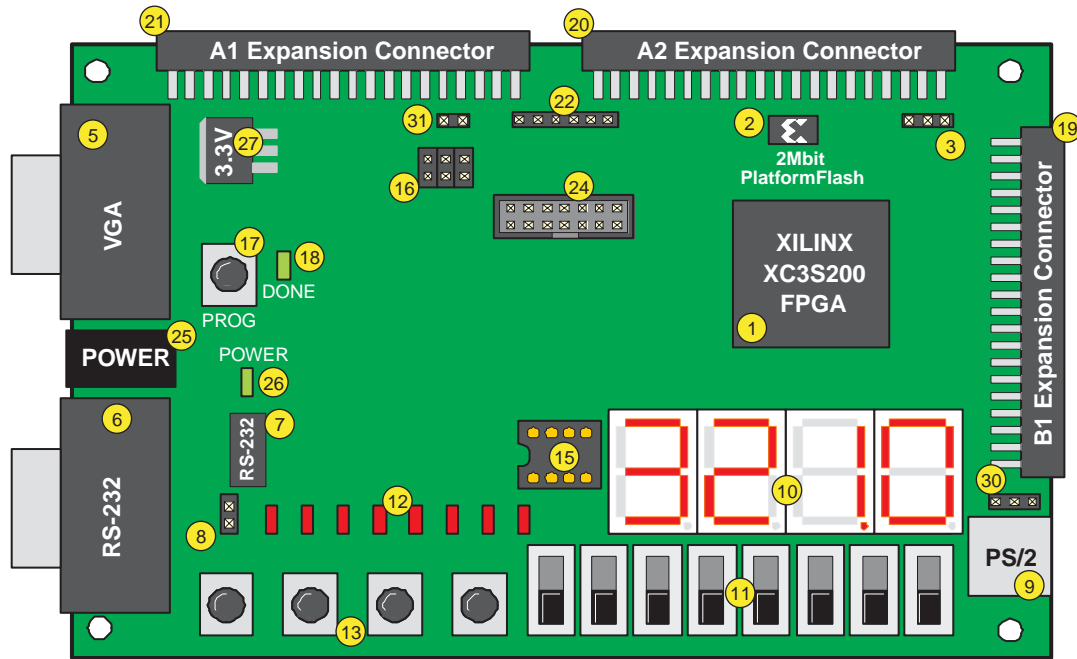 21
A1 Expansion Connector
20
A2 Expansion Connector
5
VGA
3.3V
27
31
22
2
2Mbit
PlatformFlash
3
19
B1 Expansion Connector
16
24
17
PROG
18
DONE
XILINX
XC3S200
FPGA
1
POWER
25
POWER
26
6
RS-232
7
RS-232
15
321.0
10
30
8
12
PS/2
9
13
11